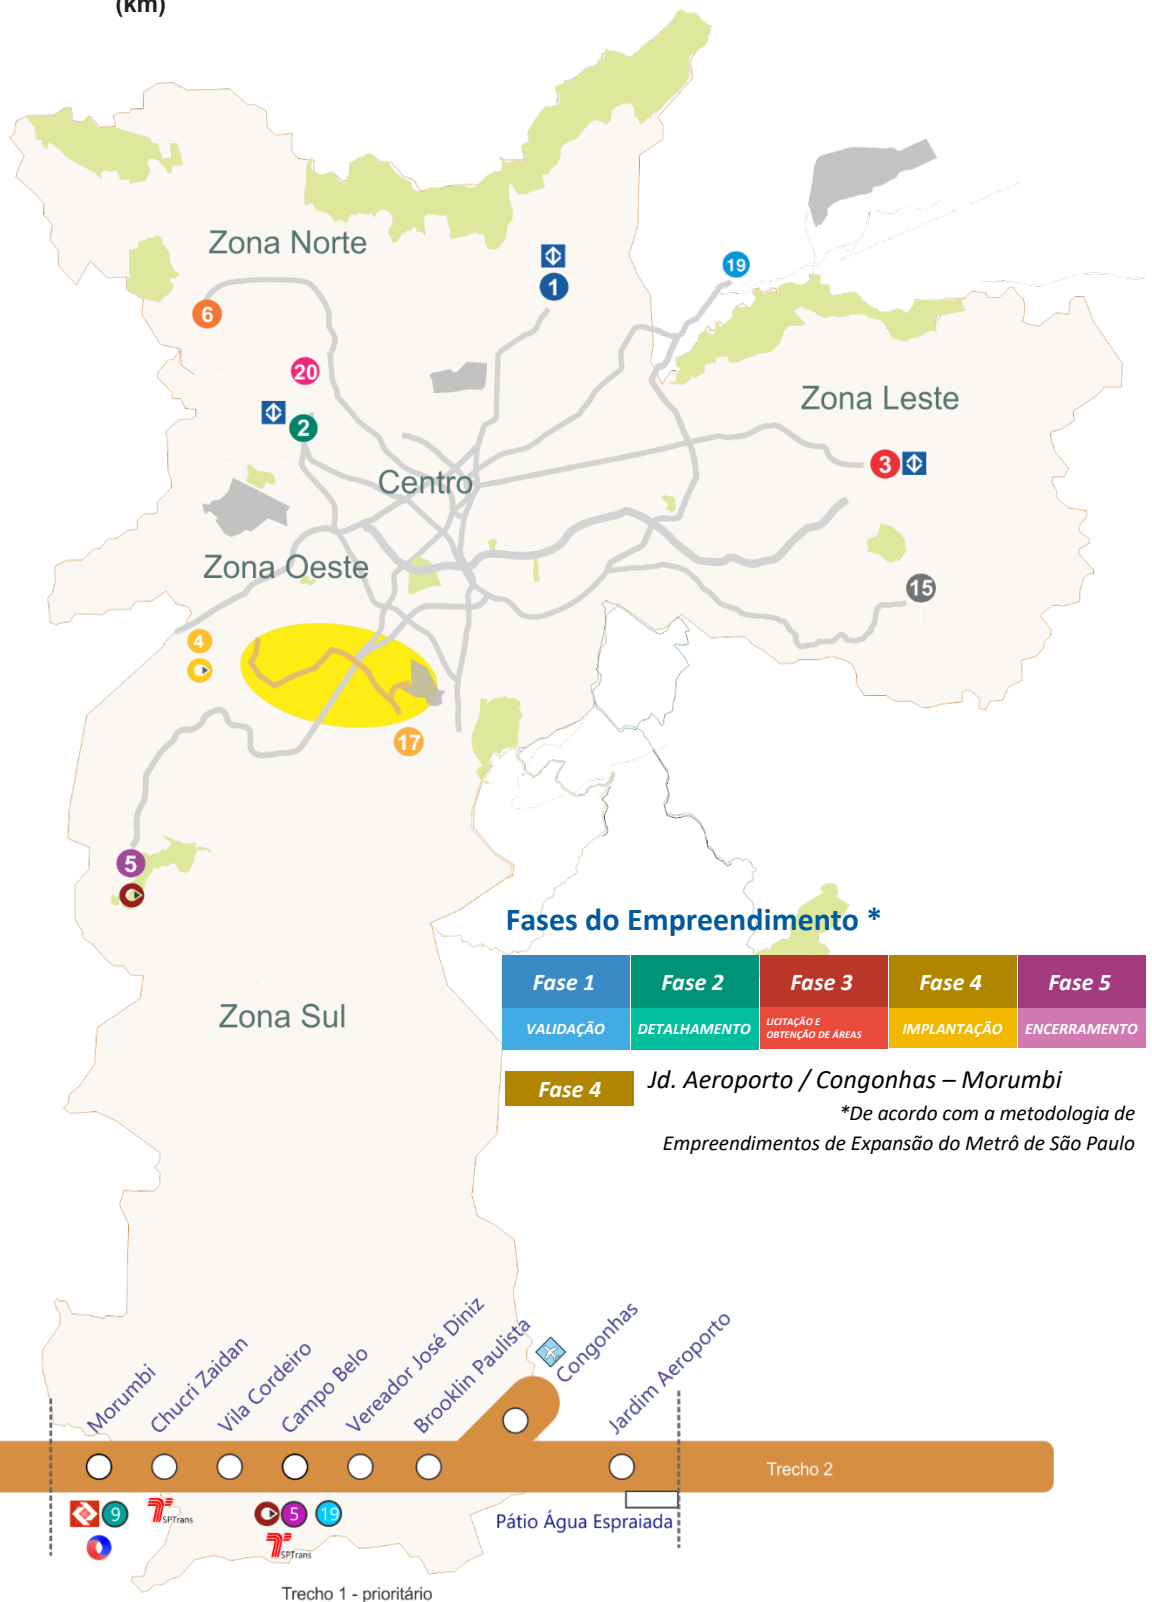 (km)
Zona Norte
1
19
6
20
2
Zona Leste
3
Centro
Zona Oeste
15
4
17
5
Fases do Empreendimento *
Fase 1
Fase 2
Fase 3
Fase 4
Fase 5
VALIDAÇÃO
DETALHAMENTO
LICITAÇÃO E
OBTENÇÃO DE ÁREAS
IMPLANTAÇÃO
ENCERRAMENTO
Zona Sul
Fase 4
Jd. Aeroporto / Congonhas – Morumbi
*De acordo com a metodologia de
Empreendimentos de Expansão do Metrô de São Paulo
Morumbi
Chucri Zaidan
Vila Cordeiro
Campo Belo
Vereador José Diniz
Brooklin Paulista
Congonhas
Jardim Aeroporto
Trecho 2
9
SPTrans
5
19
SPTrans
Pátio Água Espraiada
Trecho 1 - prioritário